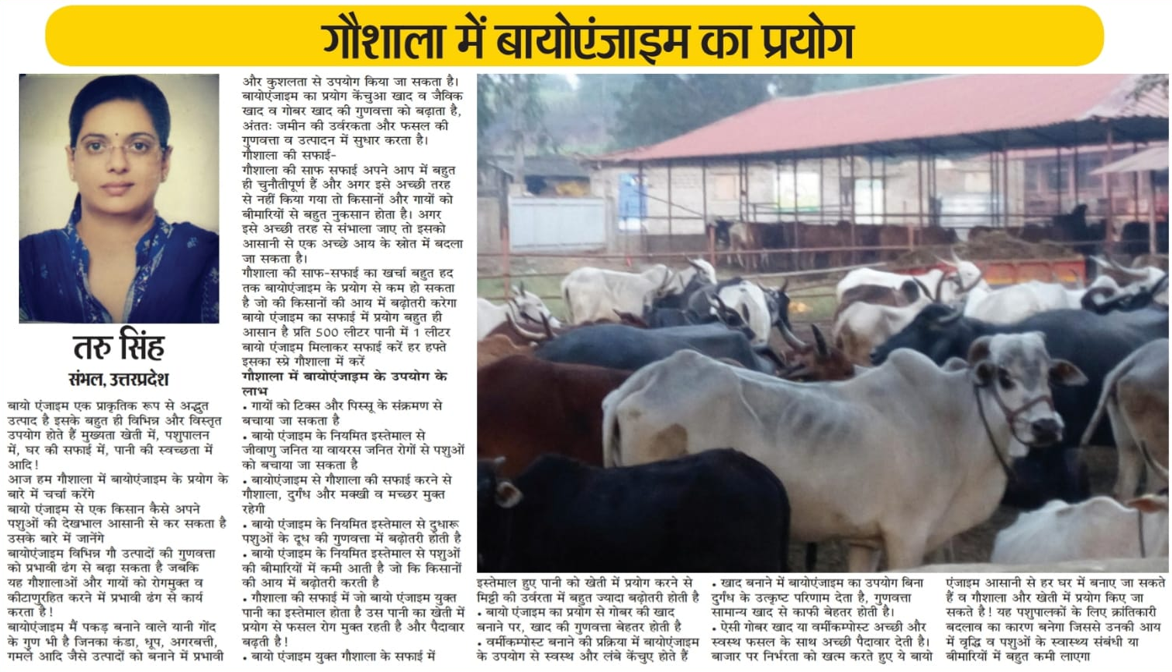 गौशाला में बायोएंजाइम का प्रयोग
तरु सिंह
संभल, उत्तरप्रदेश
बायो एंजाइम एक प्राकृतिक रूप से अद्भुत
उत्पाद है इसके बहुत ही विभिन्न और विस्तृत
उपयोग होते हैं मुख्यता खेती में, पशुपालन
में, घर की सफाई में, पानी की स्वच्छता में
आदि!
आज हम गौशाला में बायोएंजाइम के प्रयोग के
बारे में चर्चा करेंगे
बायो एंजाइम से एक किसान कैसे अपने
पशुओं की देखभाल आसानी से कर सकता है
उसके बारे में जानेंगे
बायोएंजाइम विभिन्न गौ उत्पादों की गुणवत्ता
को प्रभावी ढंग से बढ़ा सकता है जबकि
यह गौशालाओं और गायों को रोगमुक्त व
कीटाणुरहित करने में प्रभावी ढंग से कार्य
करता है!
बायोएंजाइम मैं पकड़ बनाने वाले यानी गोंद
के गुण भी है जिनका कंडा, धूप, अगरबत्ती,
गमले आदि जैसे उत्पादों को बनाने में प्रभावी
और कुशलता से उपयोग किया जा सकता है।
बायोएंजाइम का प्रयोग केंचुआ खाद व जैविक
खाद व गोबर खाद की गुणवत्ता को बढ़ाता है,
अंततः जमीन की उर्वरकता और फसल की
गुणवत्ता व उत्पादन में सुधार करता है।
गौशाला की सफाई-
गौशाला की साफ सफाई अपने आप में बहुत
ही चुनौतीपूर्ण हैं और अगर इसे अच्छी तरह
से नहीं किया गया तो किसानों और गायों को
बीमारियों से बहुत नुकसान होता है। अगर
इसे अच्छी तरह से संभाला जाए तो इसको
आसानी से एक अच्छे आय के स्रोत में बदला
जा सकता है।
गौशाला की साफ-सफाई का खर्चा बहुत हद
तक बायोएंजाइम के प्रयोग से कम हो सकता
है जो की किसानों की आय में बढ़ोतरी करेगा
बायो एंजाइम का सफाई में प्रयोग बहुत ही
आसान है प्रति 500 लीटर पानी में 1 लीटर
बायो एंजाइम मिलाकर सफाई करें हर हफ्ते
इसका स्प्रे गौशाला में करें
गौशाला में बायोएंजाइम के उपयोग के
लाभ
• गायों को टिक्स और पिस्सू के संक्रमण से
बचाया जा सकता है
• बायो एंजाइम के नियमित इस्तेमाल से
जीवाणु जनित या वायरस जनित रोगों से पशुओं
को बचाया जा सकता है
• बायोएंजाइम से गौशाला की सफाई करने से
गौशाला, दुर्गंध और मक्खी व मच्छर मुक्त
रहेगी
• बायो एंजाइम के नियमित इस्तेमाल से दुधारू
पशुओं के दूध की गुणवत्ता में बढ़ोतरी होती है
• बायो एंजाइम के नियमित इस्तेमाल से पशुओं
की बीमारियों में कमी आती है जो कि किसानों
की आय में बढ़ोतरी करती है
• गौशाला की सफाई में जो बायो एंजाइम युक्त
पानी का इस्तेमाल होता है उस पानी का खेती में
प्रयोग से फसल रोग मुक्त रहती है और पैदावार
बढ़ती है!
• बायो एंजाइम युक्त गौशाला के सफाई में
इस्तेमाल हुए पानी को खेती में प्रयोग करने से
मिट्टी की उर्वरता में बहुत ज्यादा बढ़ोतरी होती है
• बायो एंजाइम का प्रयोग से गोबर की खाद
बनाने पर, खाद की गुणवत्ता बेहतर होती है
• वर्मीकम्पोस्ट बनाने की प्रक्रिया में बायोएंजाइम
के उपयोग से स्वस्थ और लंबे केंचुए होते हैं
• खाद बनाने में बायोएंजाइम का उपयोग बिना
दुर्गंध के उत्कृष्ट परिणाम देता है, गुणवत्ता
सामान्य खाद से काफी बेहतर होती है।
• ऐसी गोबर खाद या वर्मीकम्पोस्ट अच्छी और
स्वस्थ फसल के साथ अच्छी पैदावार देती है।
बाजार पर निर्भरता को खत्म करते हुए ये बायो
एंजाइम आसानी से हर घर में बनाए जा सकते
हैं व गौशाला और खेती में प्रयोग किए जा
सकते है! यह पशुपालकों के लिए क्रांतिकारी
बदलाव का कारण बनेगा जिससे उनकी आय
में वृद्धि व पशुओं के स्वास्थ्य संबंधी या
बीमारियों में बहुत कमी लाएगा